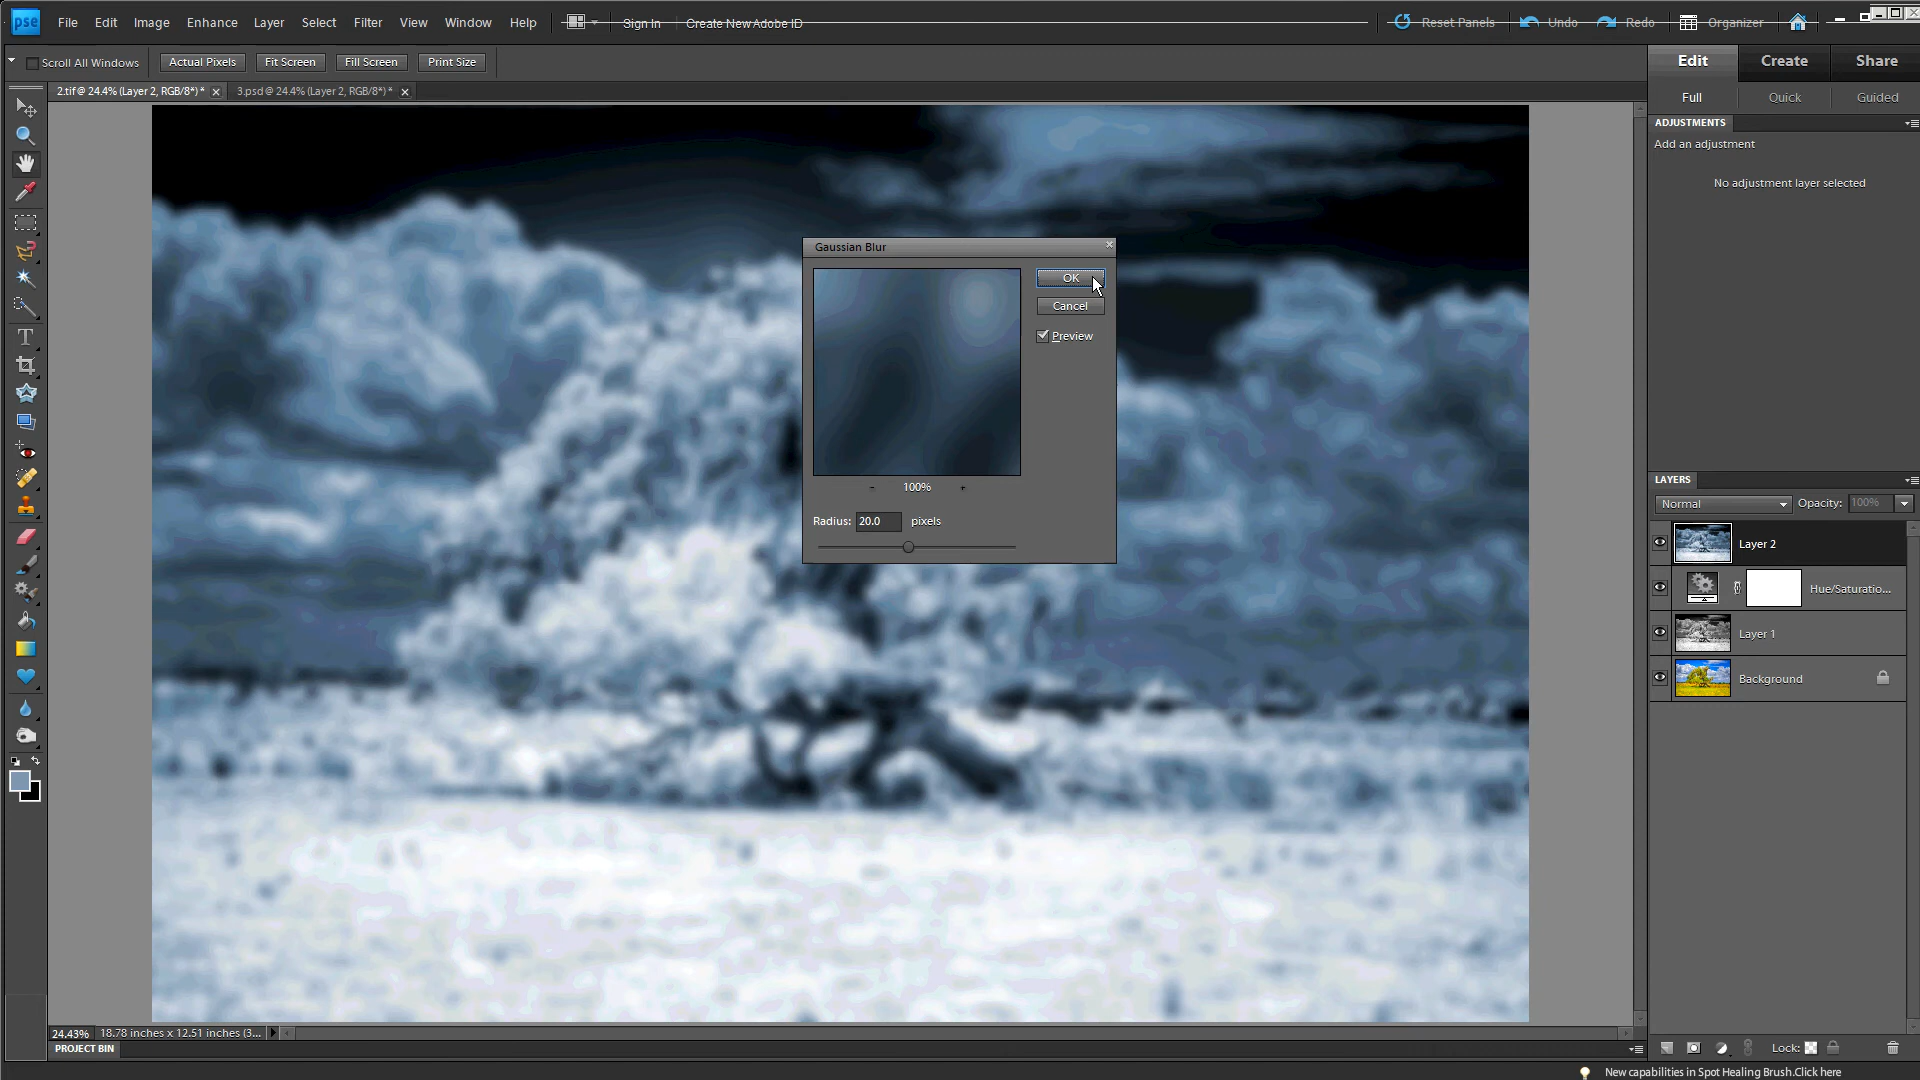 pse File Edit Image Enhance Layer Select Filter View Window Help Sign In Create New Adobe ID Reset Panels Undo Redo Organizer
Scroll All Windows Actual Pixels Fit Screen Fill Screen Print Size
Edit Create Share
2.tif @ 24.4% (Layer 2, RGB/8*) * 3.psd @ 24.4% (Layer 2, RGB/8*) *
Full Quick Guided
ADJUSTMENTS
Add an adjustment
No adjustment layer selected
Gaussian Blur
OK
Cancel
Preview
100%
Radius: 20.0 pixels
LAYERS
Normal Opacity: 100%
Layer 2
Hue/Saturatio...
Layer 1
Background
T
24.43% 18.78 inches x 12.51 inches (3...
PROJECT BIN
Lock:
New capabilities in Spot Healing Brush.Click here